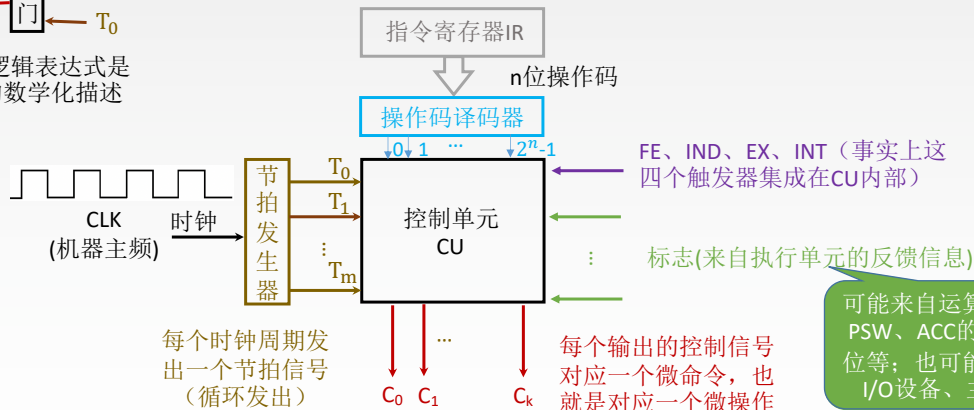 门
T₀
逻辑表达式是
数学化描述
指令寄存器IR
n位操作码
操作码译码器
0 1 … 2ⁿ-1
FE、IND、EX、INT（事实上这
四个触发器集成在CU内部）
节拍发生器
T₀
T₁
⋮
Tₘ
控制单元
CU
CLK
(机器主频)
时钟
⋮
标志(来自执行单元的反馈信息)
可能来自运算
PSW、ACC的
位等；也可能
I/O设备、主
每个时钟周期发
出一个节拍信号
（循环发出）
…
C₀ C₁ Cₖ
每个输出的控制信号
对应一个微命令，也
就是对应一个微操作